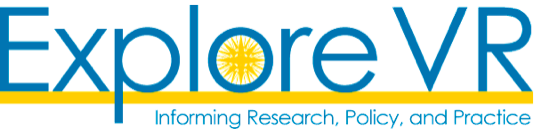 Explore VR
Informing Research, Policy, and Practice